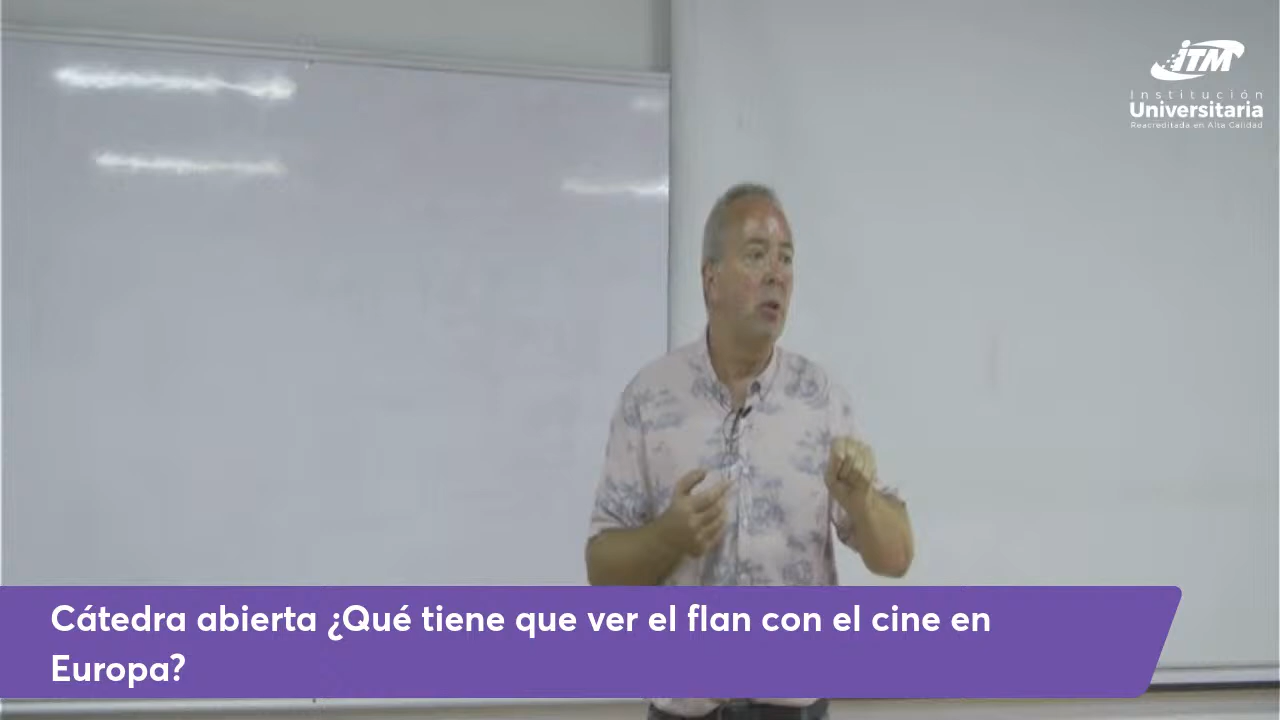 iTM
Institución
Universitaria
Reacreditada en Alta Calidad
Cátedra abierta ¿Qué tiene que ver el flan con el cine en
Europa?